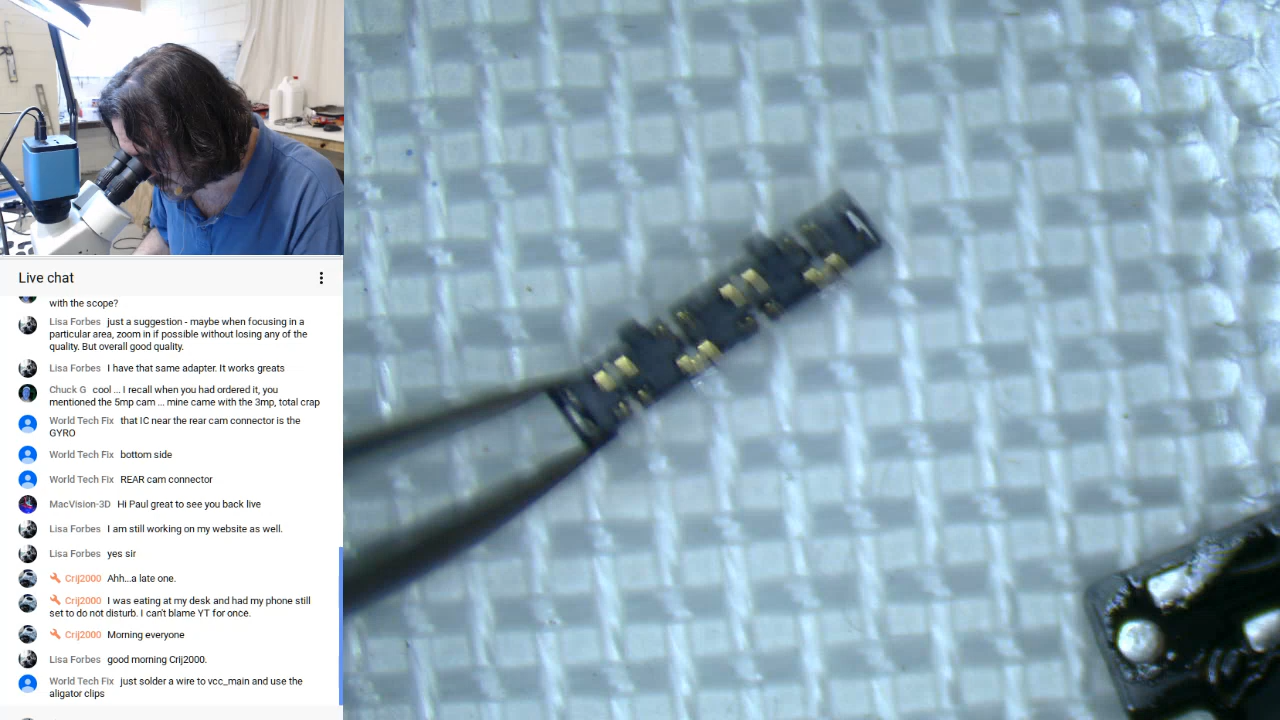 Live chat
with the scope?
Lisa Forbes just a suggestion - maybe when focusing in a
particular area, zoom in if possible without losing any of the
quality. But overall good quality.
Lisa Forbes I have that same adapter. It works greats
Chuck G cool ... I recall when you had ordered it, you
mentioned the 5mp cam ... mine came with the 3mp, total crap
World Tech Fix that IC near the rear cam connector is the
GYRO
World Tech Fix bottom side
World Tech Fix REAR cam connector
MacVision-3D Hi Paul great to see you back live
Lisa Forbes I am still working on my website as well.
Lisa Forbes yes sir
Crij2000 Ahh...a late one.
Crij2000 I was eating at my desk and had my phone still
set to do not disturb. I can't blame YT for once.
Crij2000 Morning everyone
Lisa Forbes good morning Crij2000.
World Tech Fix just solder a wire to vcc_main and use the
aligator clips